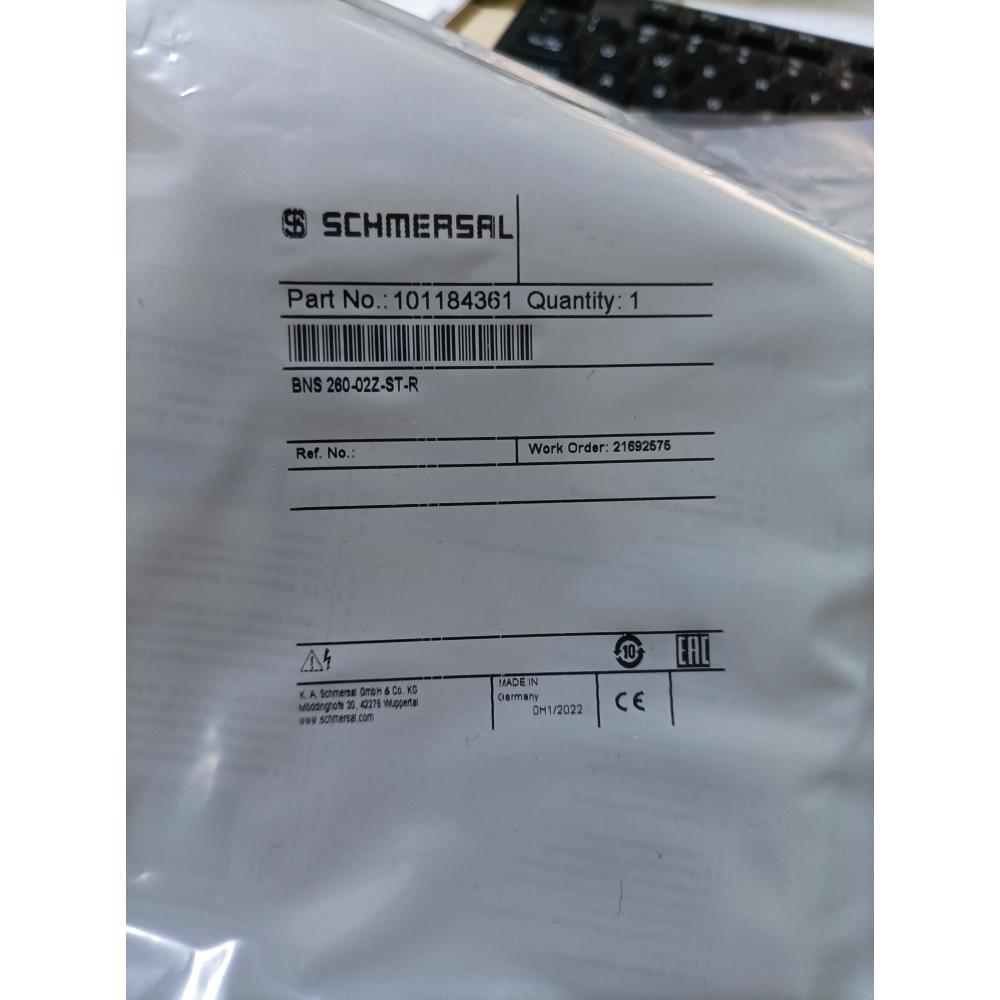 SCHMERSAL
Part No.: 101184361 Quantity: 1
BNS 260-02Z-ST-R
Ref. No.: Work Order: 21692575
10 EAC
K. A. Schmersal GmbH & Co. KG
Möddinghofe 30, 42279 Wuppertal
www.schmersal.com
MADE IN
Germany
0H1/2022
CE